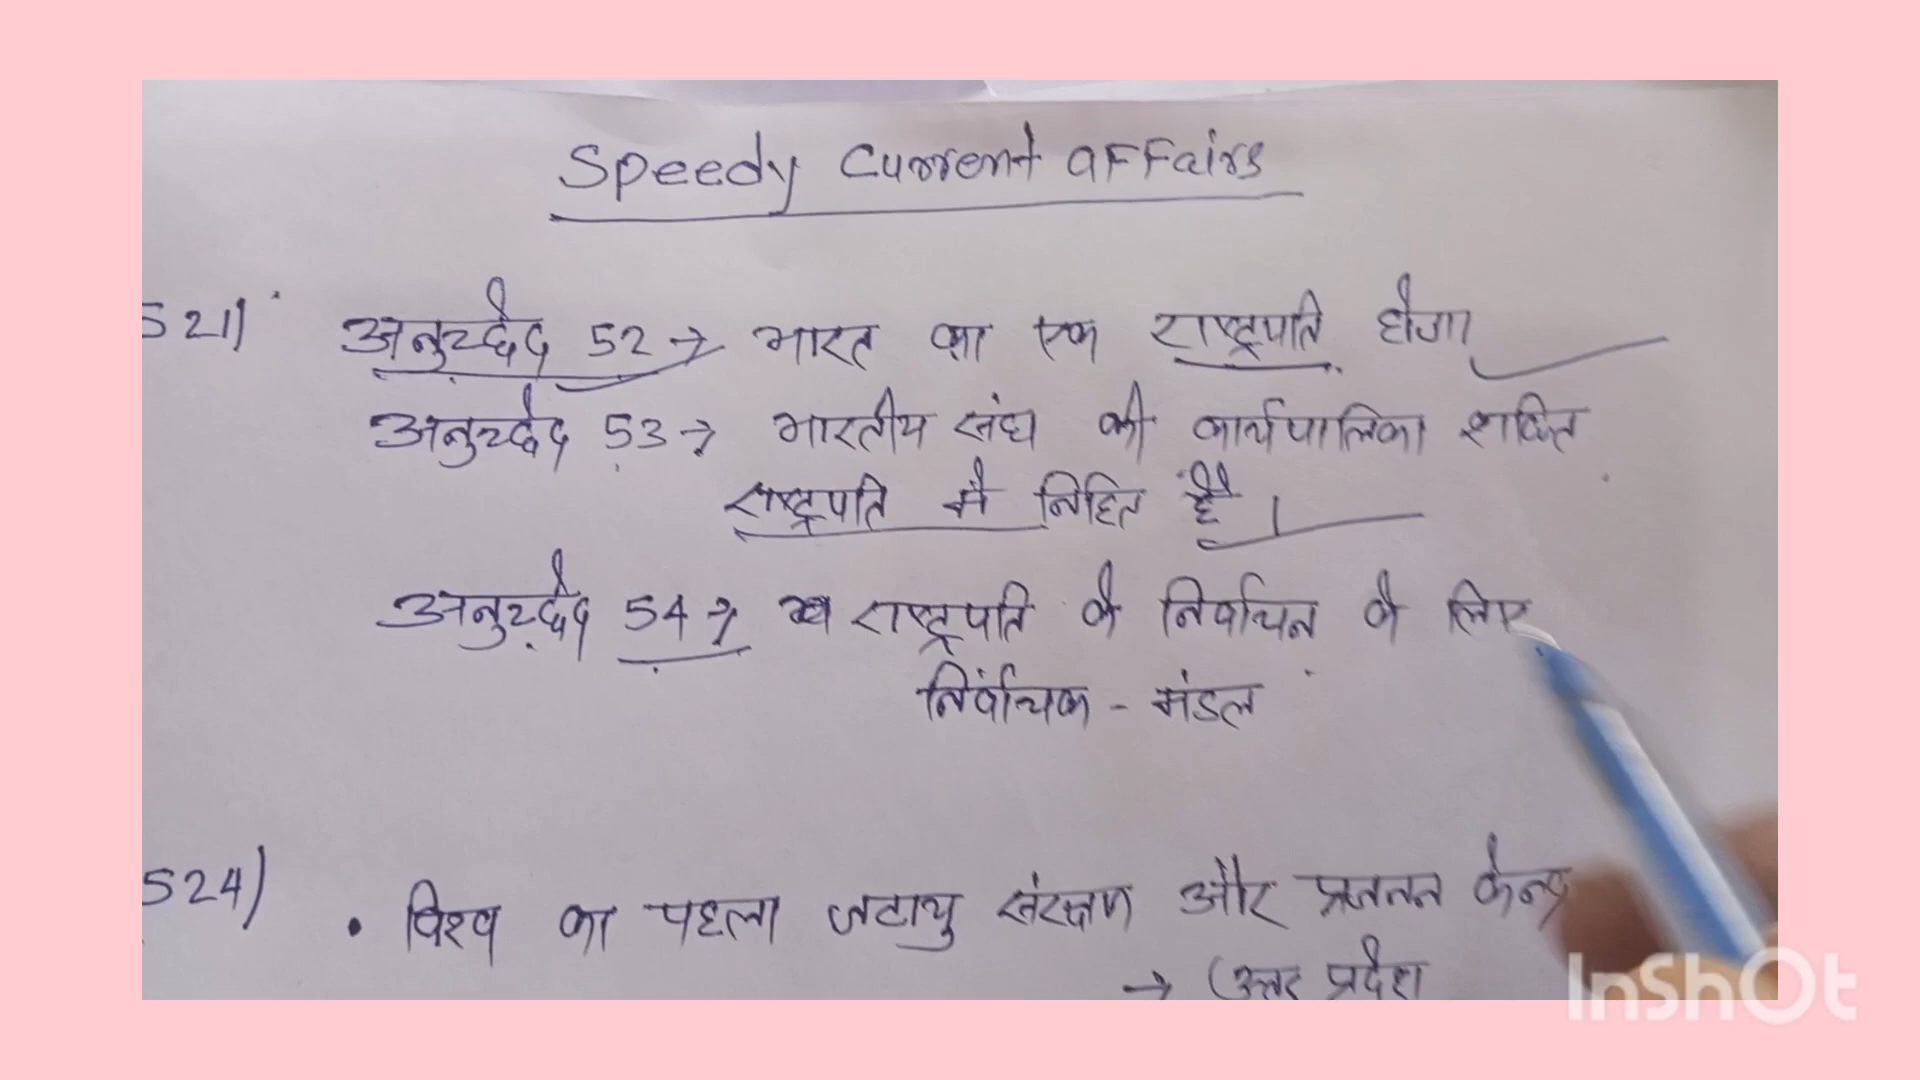 Speedy Current affairs
521) अनुच्छेद 52 → भारत का एक राष्ट्रपति होगा
अनुच्छेद 53 → भारतीय संघ की कार्यपालिका शक्ति
राष्ट्रपति में निहित है।
अनुच्छेद 54 → राष्ट्रपति के निर्वाचन के लिए
निर्वाचक - मंडल
524) • विश्व का पहला जटायु संरक्षण और प्रजनन केन्द्र
→ (उत्तर प्रदेश
InShOt